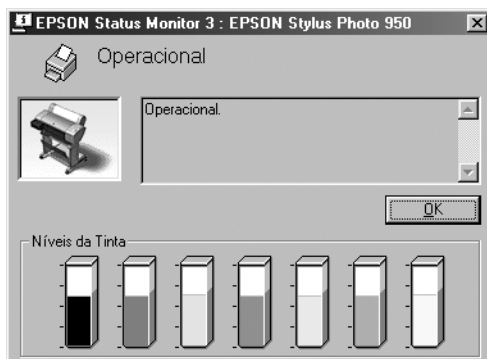 EPSON Status Monitor 3 : EPSON Stylus Photo 950
Operacional
Operacional.
OK
Níveis da Tinta